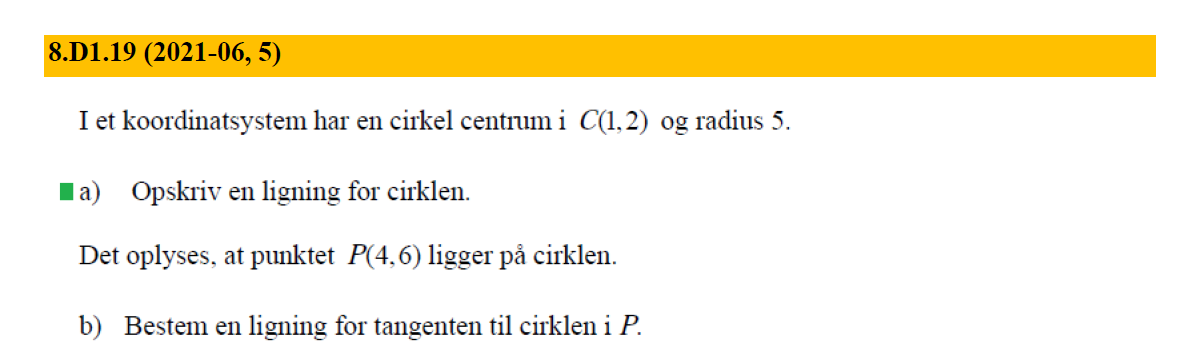 8.D1.19 (2021-06, 5)
I et koordinatsystem har en cirkel centrum i C(1,2) og radius 5.
a) Opskriv en ligning for cirklen.
Det oplyses, at punktet P(4,6) ligger på cirklen.
b) Bestem en ligning for tangenten til cirklen i P.